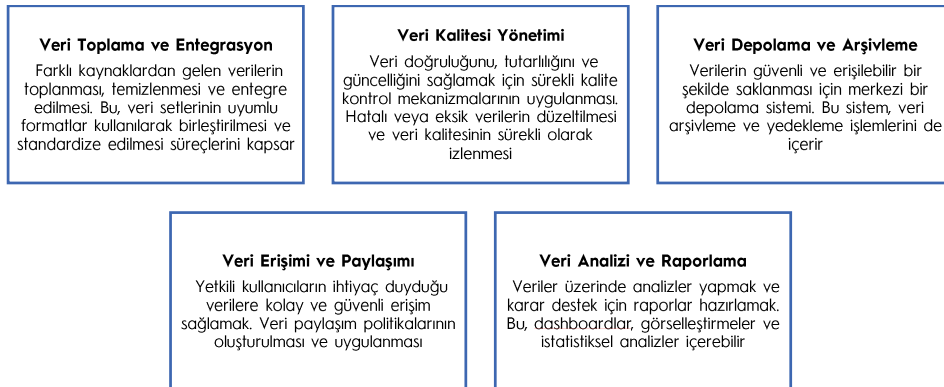 Veri Toplama ve Entegrasyon
Farklı kaynaklardan gelen verilerin
toplanması, temizlenmesi ve entegre
edilmesi. Bu, veri setlerinin uyumlu
formatlar kullanılarak birleştirilmesi ve
standardize edilmesi süreçlerini kapsar
Veri Kalitesi Yönetimi
Veri doğruluğunu, tutarlılığını ve
güncelliğini sağlamak için sürekli kalite
kontrol mekanizmalarının uygulanması.
Hatalı veya eksik verilerin düzeltilmesi
ve veri kalitesinin sürekli olarak
izlenmesi
Veri Depolama ve Arşivleme
Verilerin güvenli ve erişilebilir bir
şekilde saklanması için merkezi bir
depolama sistemi. Bu sistem, veri
arşivleme ve yedekleme işlemlerini de
içerir
Veri Erişimi ve Paylaşımı
Yetkili kullanıcıların ihtiyaç duyduğu
verilere kolay ve güvenli erişim
sağlamak. Veri paylaşım politikalarının
oluşturulması ve uygulanması
Veri Analizi ve Raporlama
Veriler üzerinde analizler yapmak ve
karar destek için raporlar hazırlamak.
Bu, dashboardlar, görselleştirmeler ve
istatistiksel analizler içerebilir